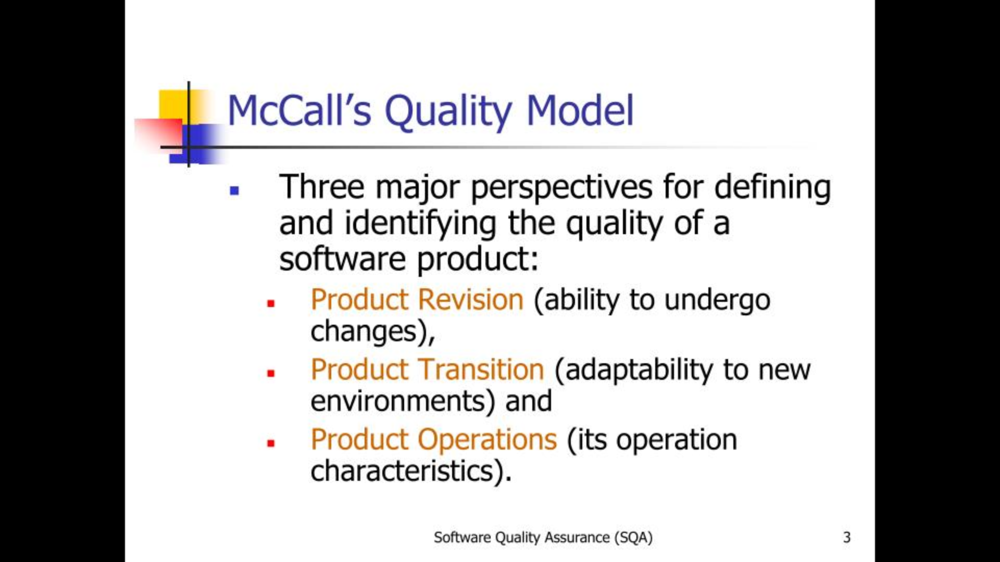 McCall’s Quality Model
Three major perspectives for defining
and identifying the quality of a
software product:
Product Revision (ability to undergo
changes),
Product Transition (adaptability to new
environments) and
Product Operations (its operation
characteristics).
Software Quality Assurance (SQA)
3